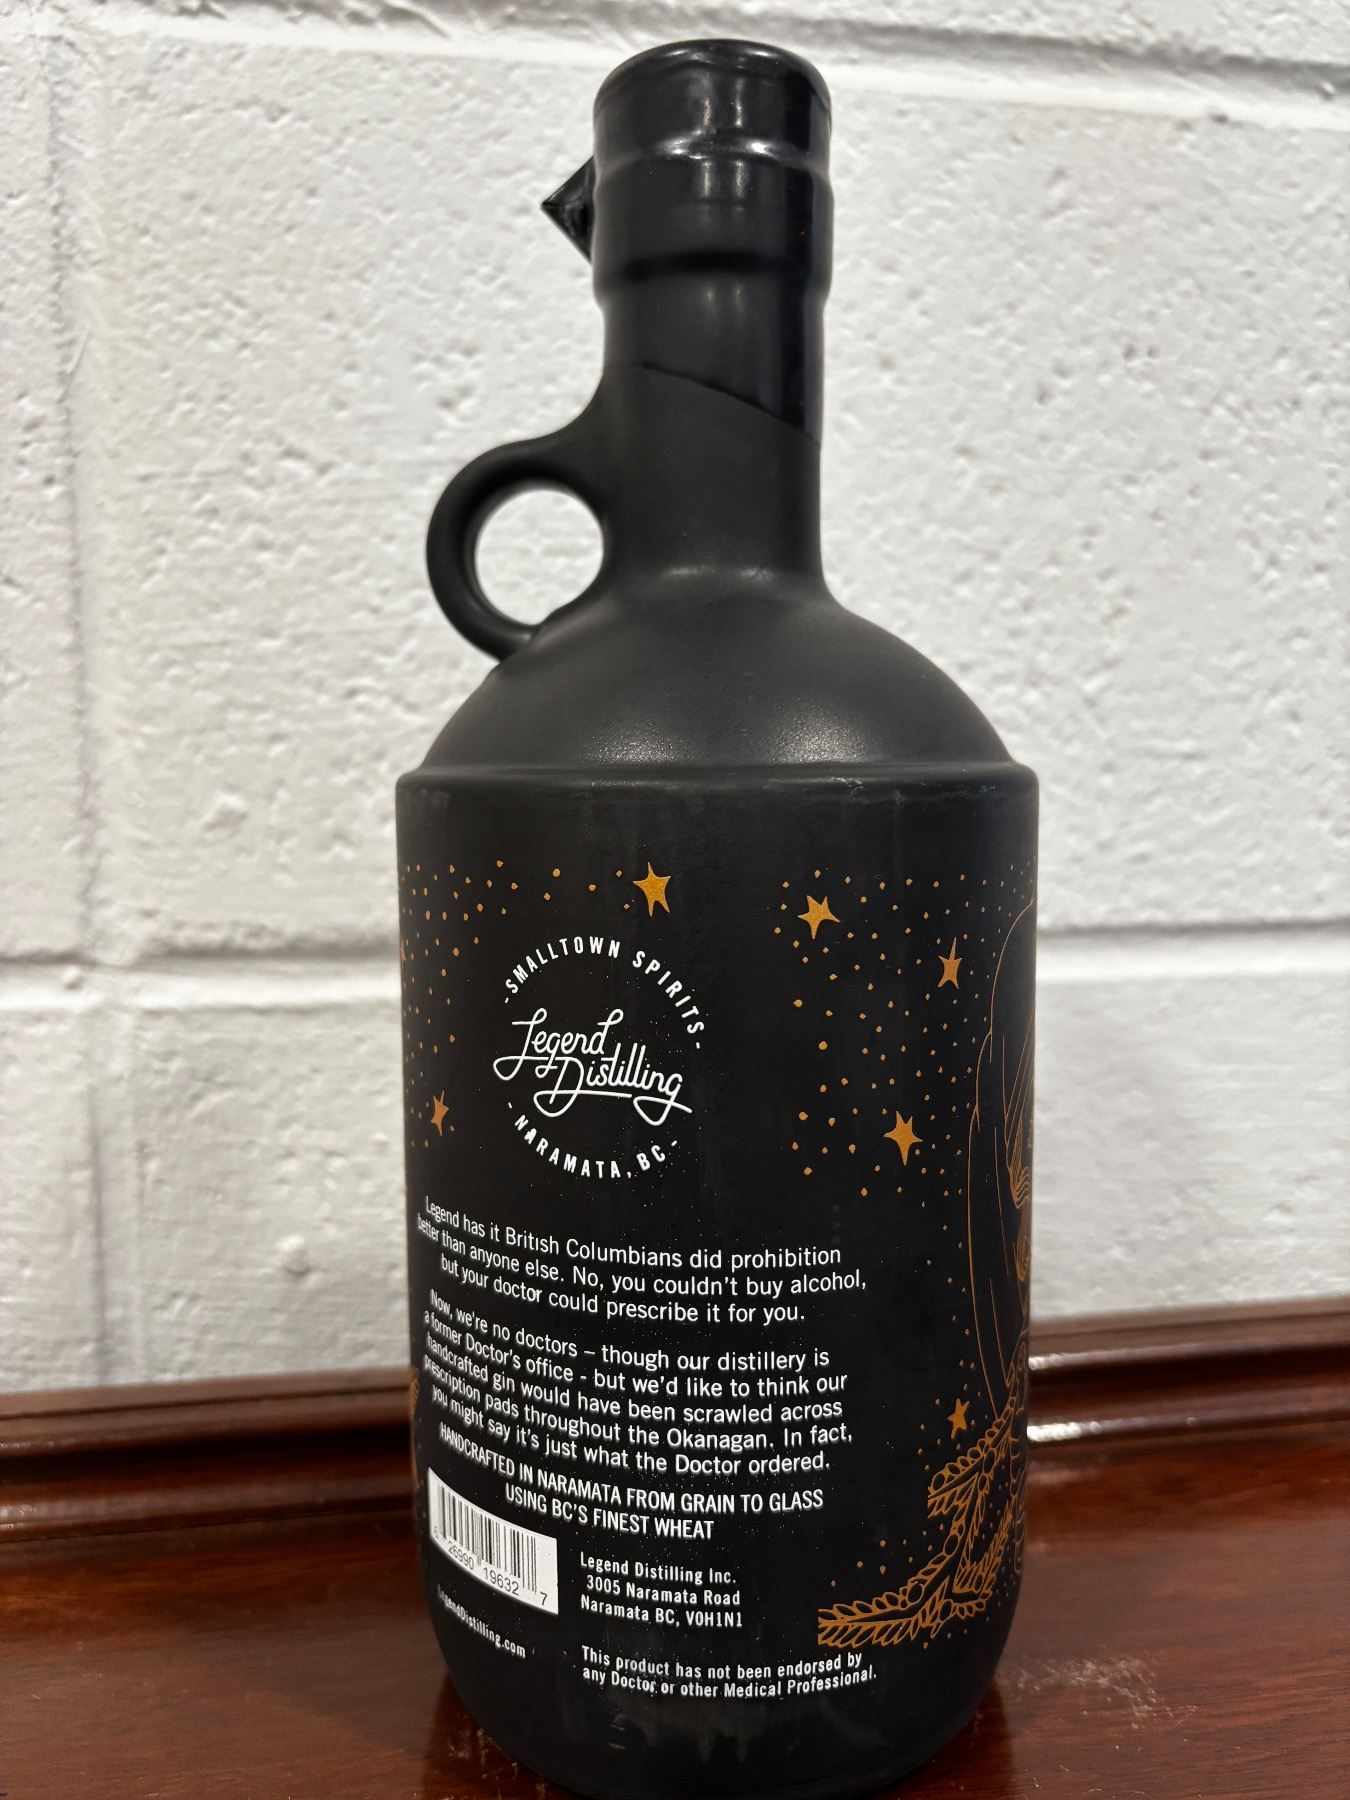 - SMALLTOWN SPIRITS -
Legend
Distilling
- NARAMATA, BC -
Legend has it British Columbians did prohibition
better than anyone else. No, you couldn't buy alcohol,
but your doctor could prescribe it for you.
Now, we're no doctors – though our distillery is
a former Doctor's office - but we'd like to think our
handcrafted gin would have been scrawled across
prescription pads throughout the Okanagan. In fact,
you might say it's just what the Doctor ordered.
HANDCRAFTED IN NARAMATA FROM GRAIN TO GLASS
USING BC'S FINEST WHEAT
6 26990 19632 7
Legend Distilling Inc.
3005 Naramata Road
Naramata BC, V0H1N1
LegendDistilling.com
This product has not been endorsed by
any Doctor or other Medical Professional.